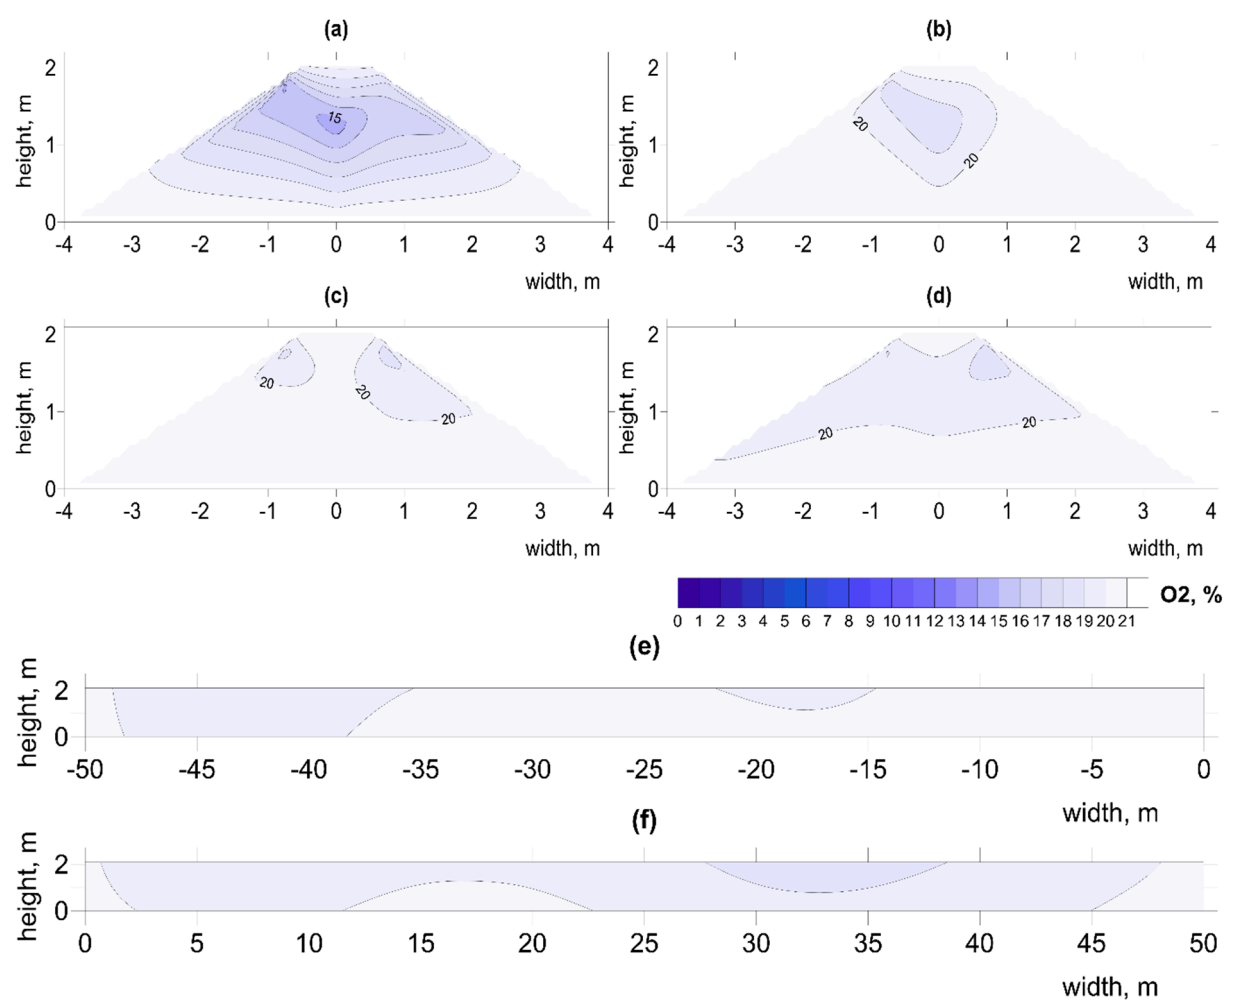 (a) (b)
2 2
15
height, m 1 height, m 1
20 20
0 0
-4 -3 -2 -1 0 1 2 3 4 -4 -3 -2 -1 0 1 2 3 4
width, m width, m
(c) (d)
2 2
20 20
height, m 1 20 height, m 1
20 20
0 0
-4 -3 -2 -1 0 1 2 3 4 -4 -3 -2 -1 0 1 2 3 4
width, m width, m
O2, %
0 1 2 3 4 5 6 7 8 9 10 11 12 13 14 15 16 17 18 19 20 21
(e)
height, m 2
0
-50 -45 -40 -35 -30 -25 -20 -15 -10 -5 0
width, m
(f)
height, m 2
0
0 5 10 15 20 25 30 35 40 45 50
width, m